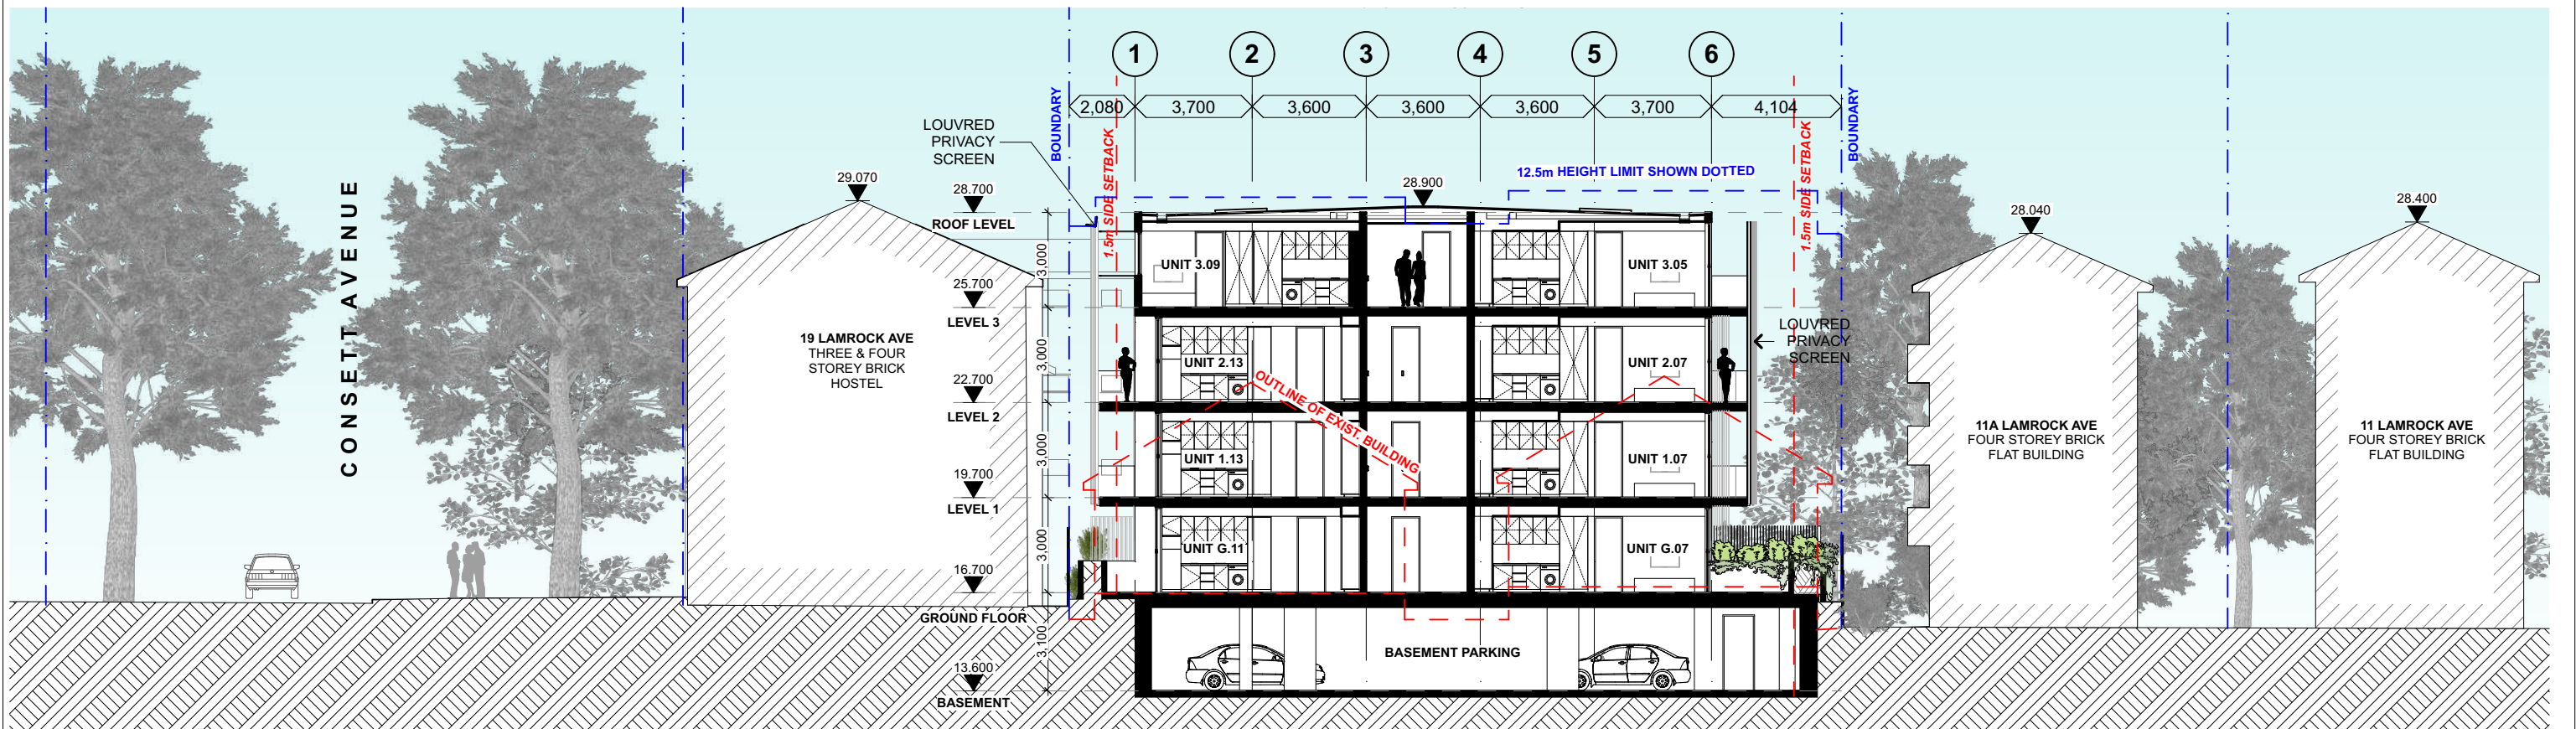 1 2 3 4 5 6
2,080 3,700 3,600 3,600 3,600 3,700 4,104
BOUNDARY
BOUNDARY
1.5m SIDE SETBACK
1.5m SIDE SETBACK
LOUVRED
PRIVACY
SCREEN
12.5m HEIGHT LIMIT SHOWN DOTTED
CONSETT AVENUE
29.070
28.700
ROOF LEVEL
28.900
28.040
28.400
3,000
25.700
LEVEL 3
3,000
22.700
LEVEL 2
3,000
19.700
LEVEL 1
3,000
16.700
GROUND FLOOR
3,100
13.600
BASEMENT
19 LAMROCK AVE
THREE & FOUR
STOREY BRICK
HOSTEL
UNIT 3.09
UNIT 3.05
UNIT 2.13
UNIT 2.07
LOUVRED
PRIVACY
SCREEN
OUTLINE OF EXIST. BUILDING
UNIT 1.13
UNIT 1.07
UNIT G.11
UNIT G.07
BASEMENT PARKING
11A LAMROCK AVE
FOUR STOREY BRICK
FLAT BUILDING
11 LAMROCK AVE
FOUR STOREY BRICK
FLAT BUILDING